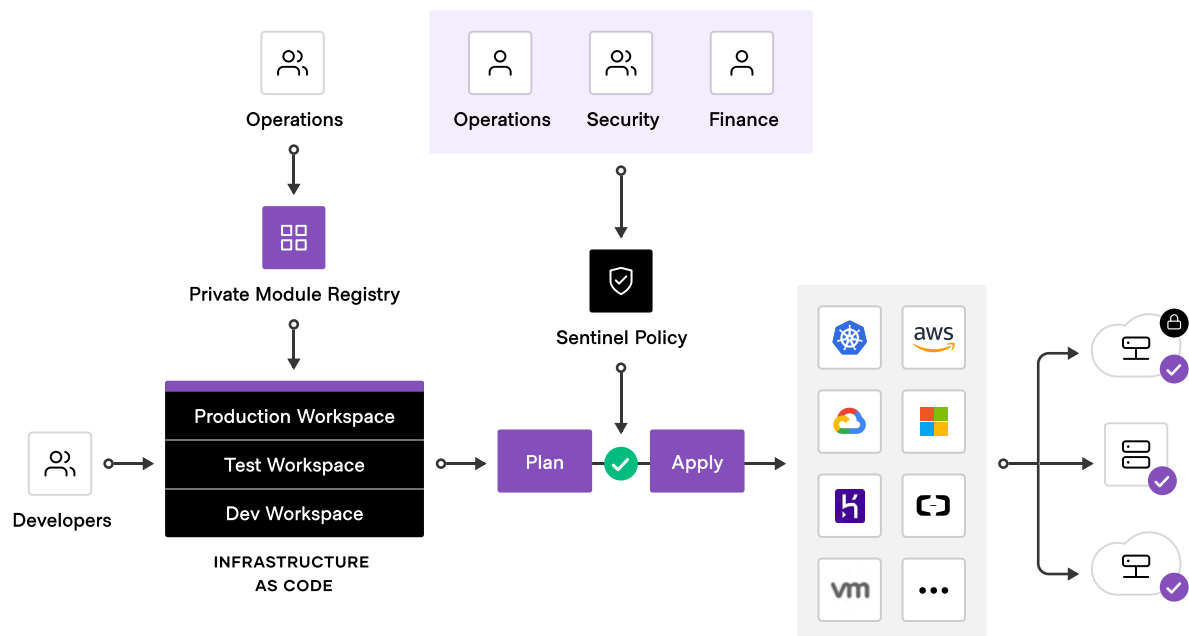 Operations
Operations
Security
Finance
Private Module Registry
Sentinel Policy
Production Workspace
Test Workspace
Dev Workspace
Developers
INFRASTRUCTURE
AS CODE
Plan
Apply
aws
vm